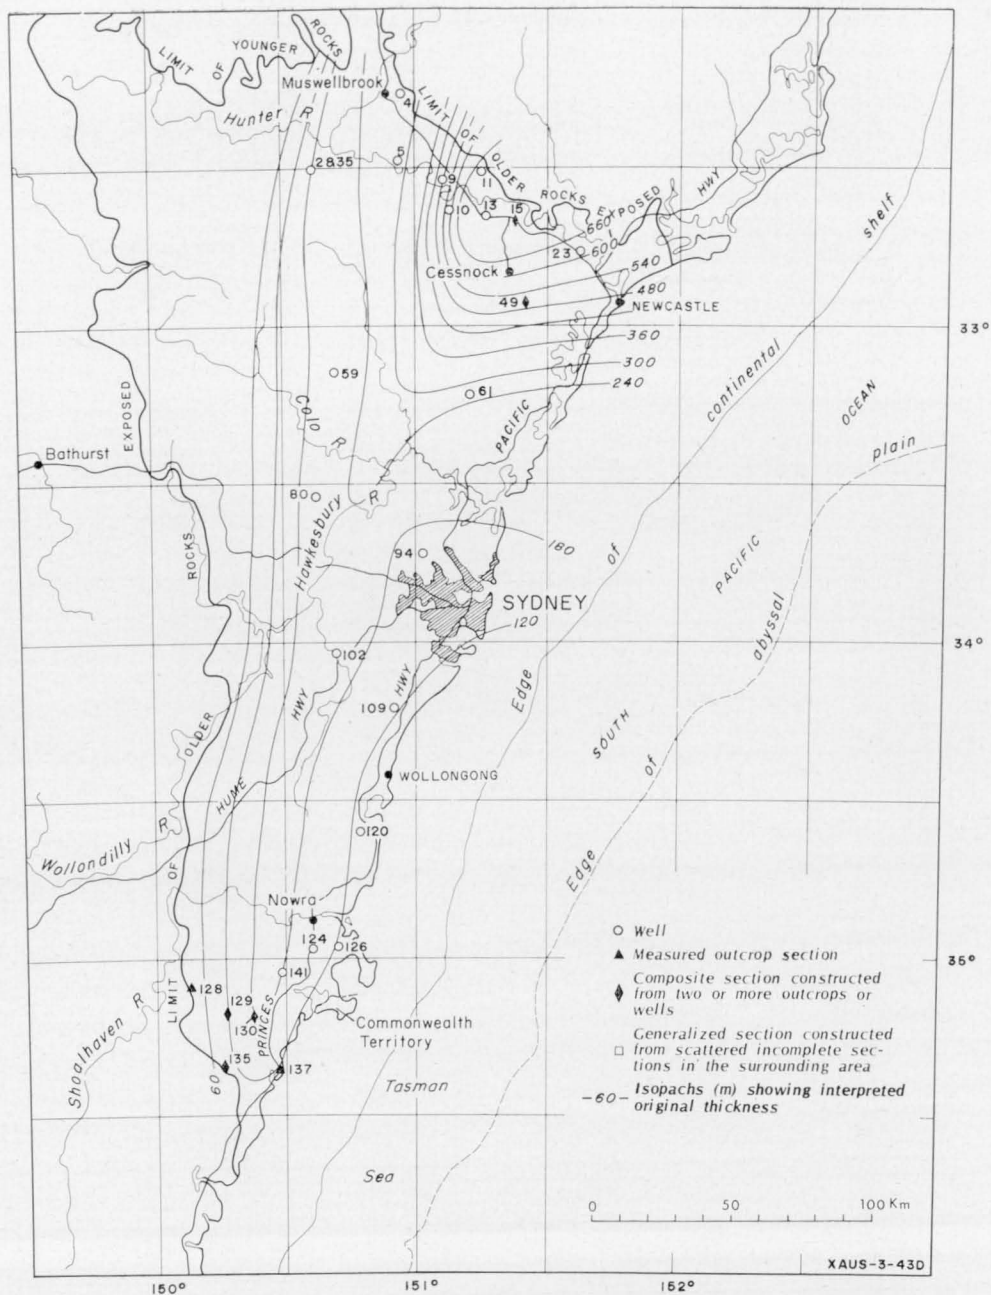 LIMIT OF YOUNGER ROCKS
Muswellbrook
4
Hunter R
LIMIT OF OLDER ROCKS EXPOSED
HWY
5
2835
9
11
10
13
15
660
600
23
540
Cessnock
480
49
NEWCASTLE
360
33°
300
59
240
61
shelf
continental
OCEAN
Colo R
EXPOSED
PACIFIC
plain
Bathurst
80
Hawkesbury R
180
94
of
PACIFIC
ROCKS
SYDNEY
120
abyssal
34°
102
HWY
HWY
Edge
109
OLDER
SOUTH
WOLLONGONG
of
HUME
120
Wollondilly R
Edge
OF
Nowra
124
126
Well
35°
141
Measured outcrop section
LIMIT
128
Composite section constructed
from two or more outcrops or
wells
129
130
PRINCES
Commonwealth
Territory
Generalized section constructed
from scattered incomplete sec-
tions in the surrounding area
Shoalhaven R
135
137
60
Tasman
–60– Isopachs (m) showing interpreted
original thickness
Sea
0 50 100 Km
XAUS-3-43D
150° 151° 152°